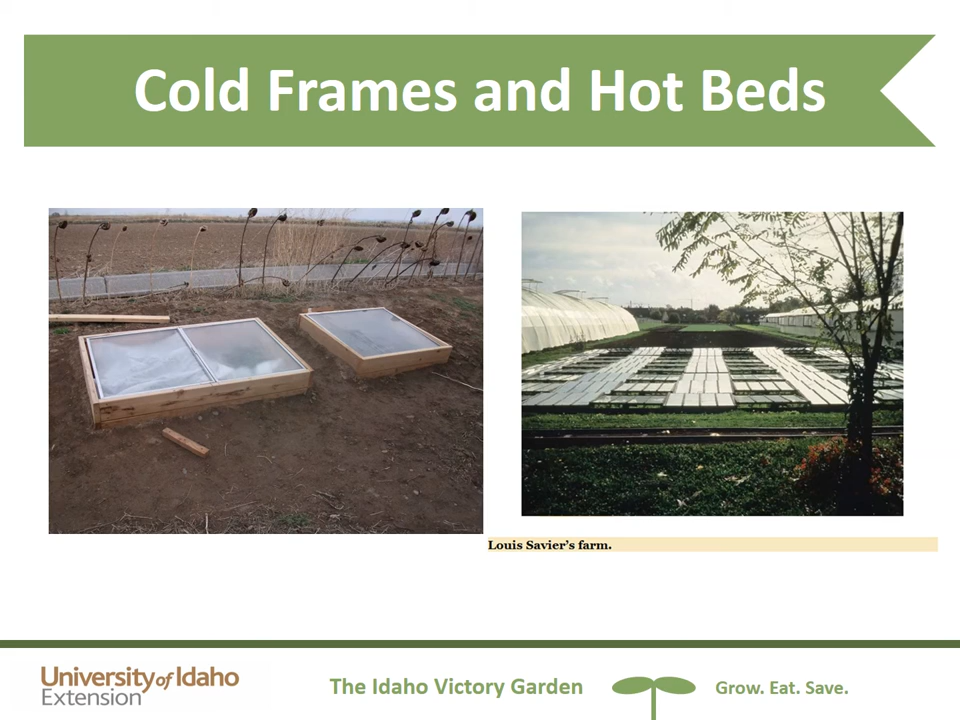 Cold Frames and Hot Beds
Louis Savier's farm.
University of Idaho
Extension
The Idaho Victory Garden
Grow. Eat. Save.